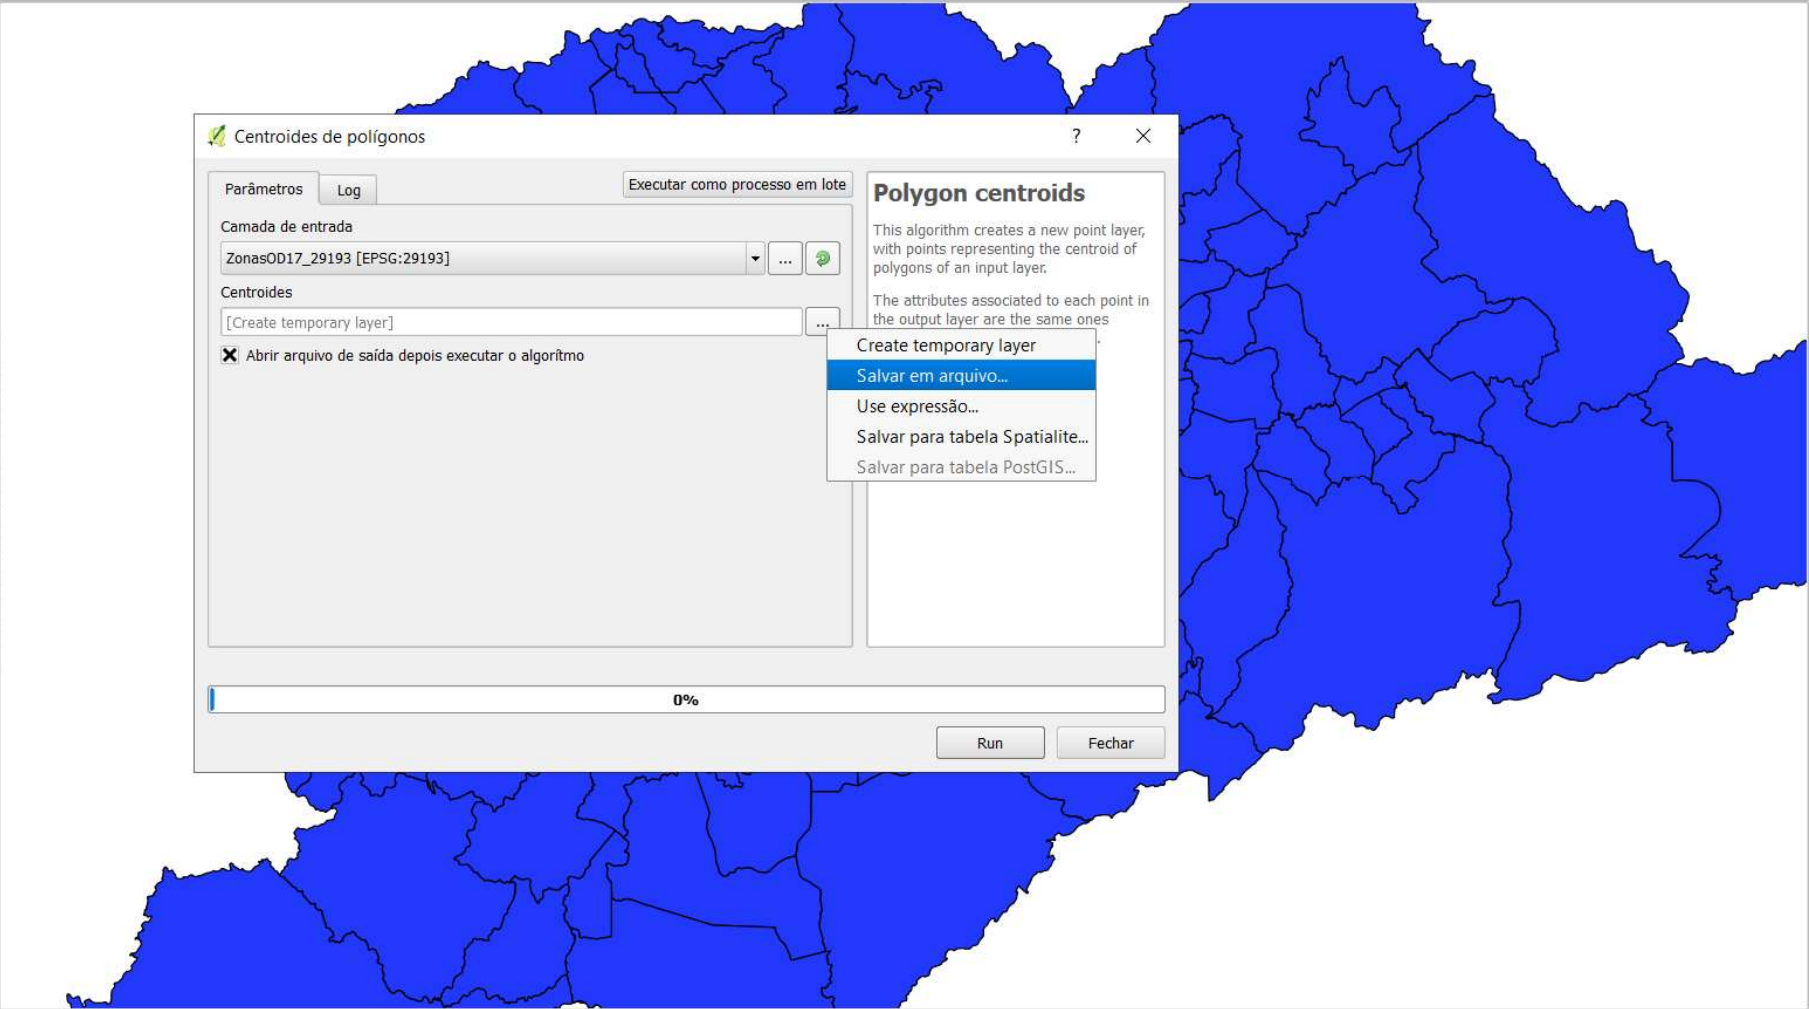 Centroides de polígonos
?
Parâmetros
Log
Executar como processo em lote
Camada de entrada
ZonasOD17_29193 [EPSG:29193]
...
Centroides
[Create temporary layer]
...
Abrir arquivo de saída depois executar o algorítmo
Polygon centroids
This algorithm creates a new point layer,
with points representing the centroid of
polygons of an input layer.
The attributes associated to each point in
the output layer are the same ones
Create temporary layer
Salvar em arquivo...
Use expressão...
Salvar para tabela Spatialite...
Salvar para tabela PostGIS...
0%
Run
Fechar